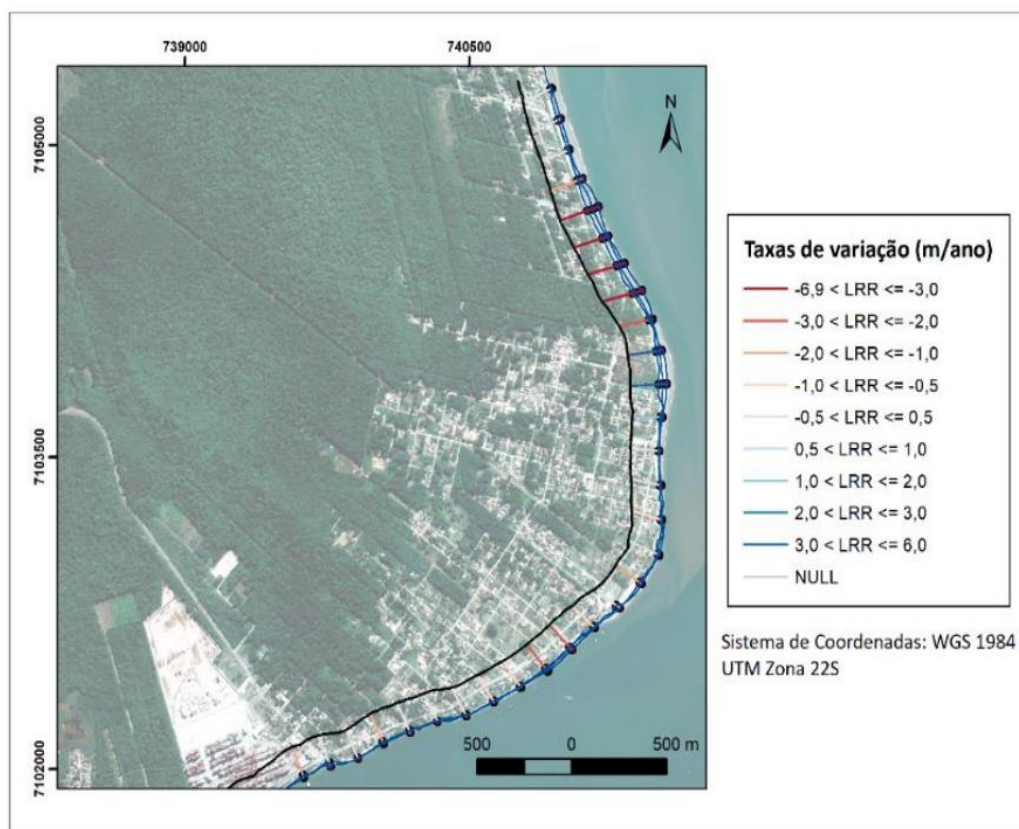 739000
740500
N
7105000
7103500
7102000
500
0
500 m
Taxas de variação (m/ano)
-6,9 < LRR <= -3,0
-3,0 < LRR <= -2,0
-2,0 < LRR <= -1,0
-1,0 < LRR <= -0,5
-0,5 < LRR <= 0,5
0,5 < LRR <= 1,0
1,0 < LRR <= 2,0
2,0 < LRR <= 3,0
3,0 < LRR <= 6,0
NULL
Sistema de Coordenadas: WGS 1984
UTM Zona 22S